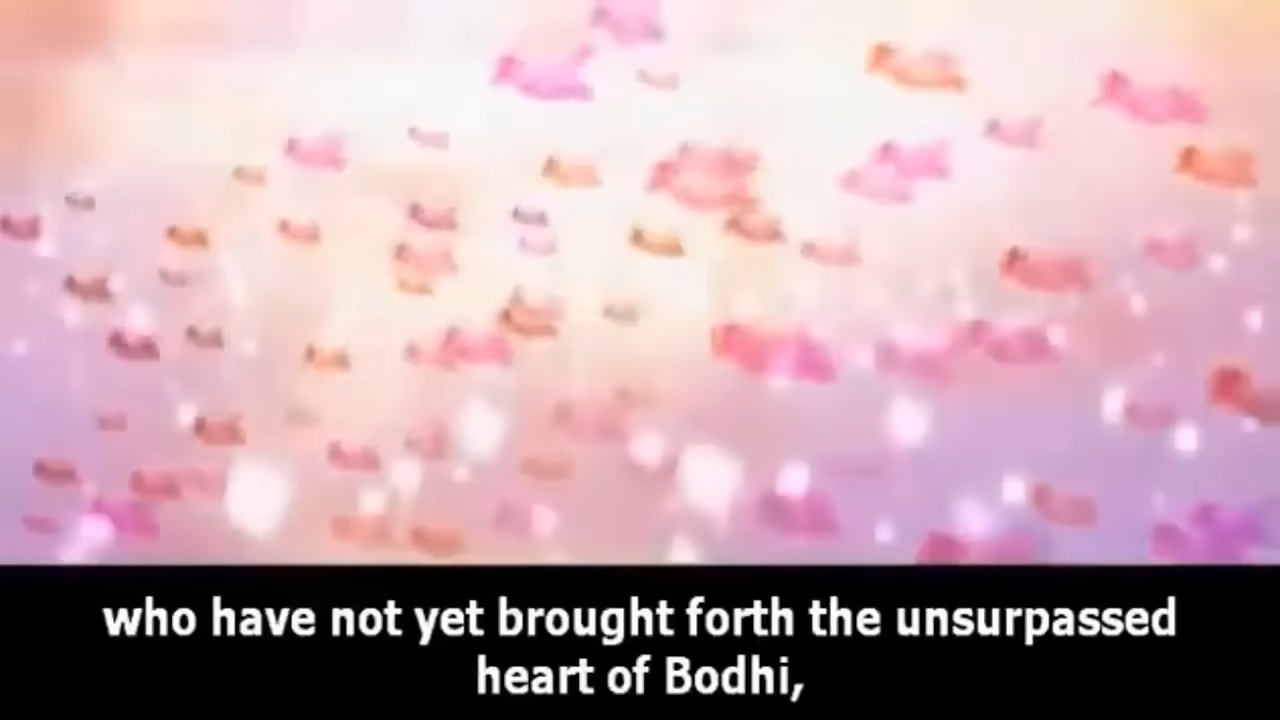 who have not yet brought forth the unsurpassed
heart of Bodhi,